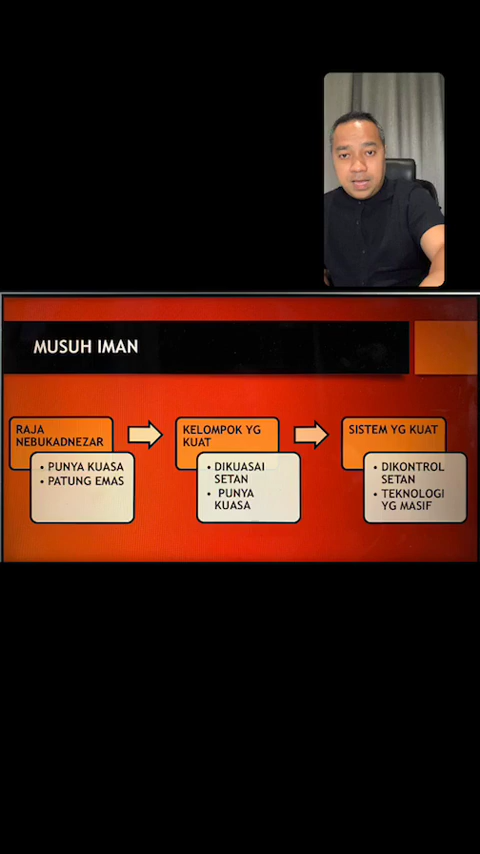 MUSUH IMAN
RAJA
NEBUKADNEZAR
• PUNYA KUASA
• PATUNG EMAS
KELOMPOK YG
KUAT
• DIKUASAI
SETAN
• PUNYA
KUASA
SISTEM YG KUAT
• DIKONTROL
SETAN
• TEKNOLOGI
YG MASIF